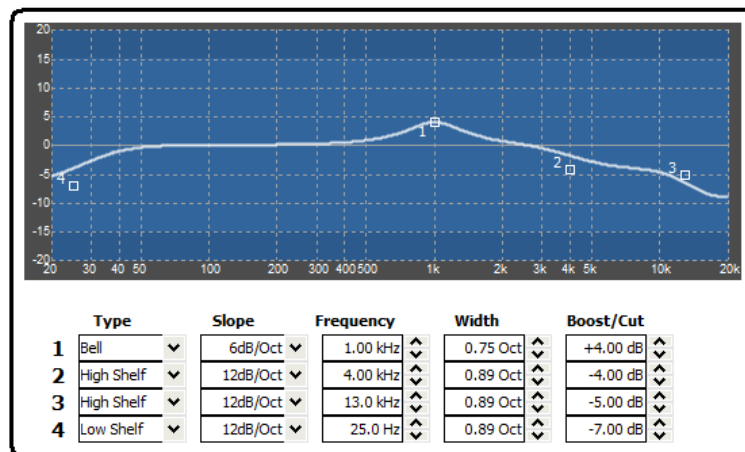 20
15
10
5
0
-5
-10
-15
-20
1
2
3
4
20 30 40 50 100 200 300 400 500 1k 2k 3k 4k 5k 10k 20k
Type Slope Frequency Width Boost/Cut
1 Bell 6dB/Oct 1.00 kHz 0.75 Oct +4.00 dB
2 High Shelf 12dB/Oct 4.00 kHz 0.89 Oct -4.00 dB
3 High Shelf 12dB/Oct 13.0 kHz 0.89 Oct -5.00 dB
4 Low Shelf 12dB/Oct 25.0 Hz 0.89 Oct -7.00 dB